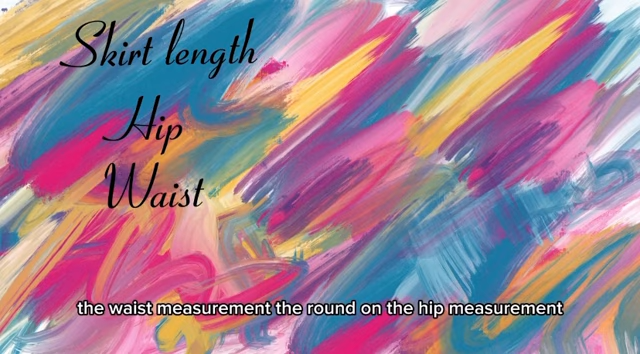 Skirt length
Hip
Waist
the waist measurement the round on the hip measurement